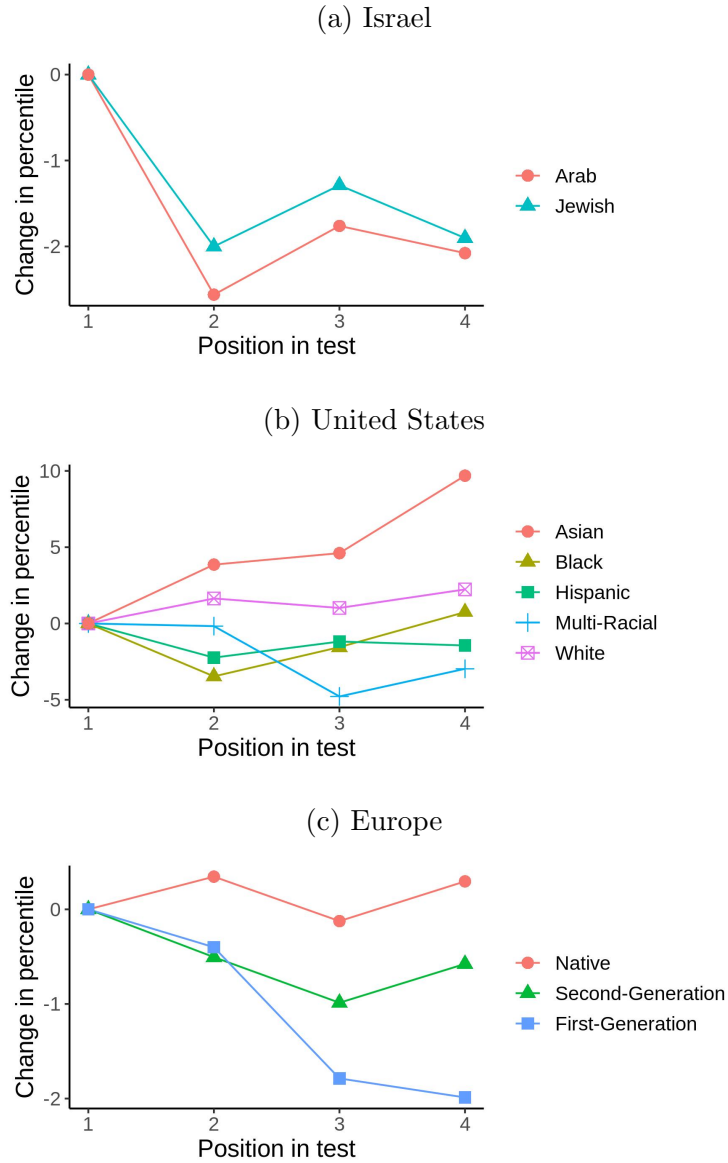 (a) Israel
Change in percentile
0
-1
-2
1 2 3 4
Position in test
Arab
Jewish
(b) United States
Change in percentile
10
5
0
-5
1 2 3 4
Position in test
Asian
Black
Hispanic
Multi-Racial
White
(c) Europe
Change in percentile
0
-1
-2
1 2 3 4
Position in test
Native
Second-Generation
First-Generation